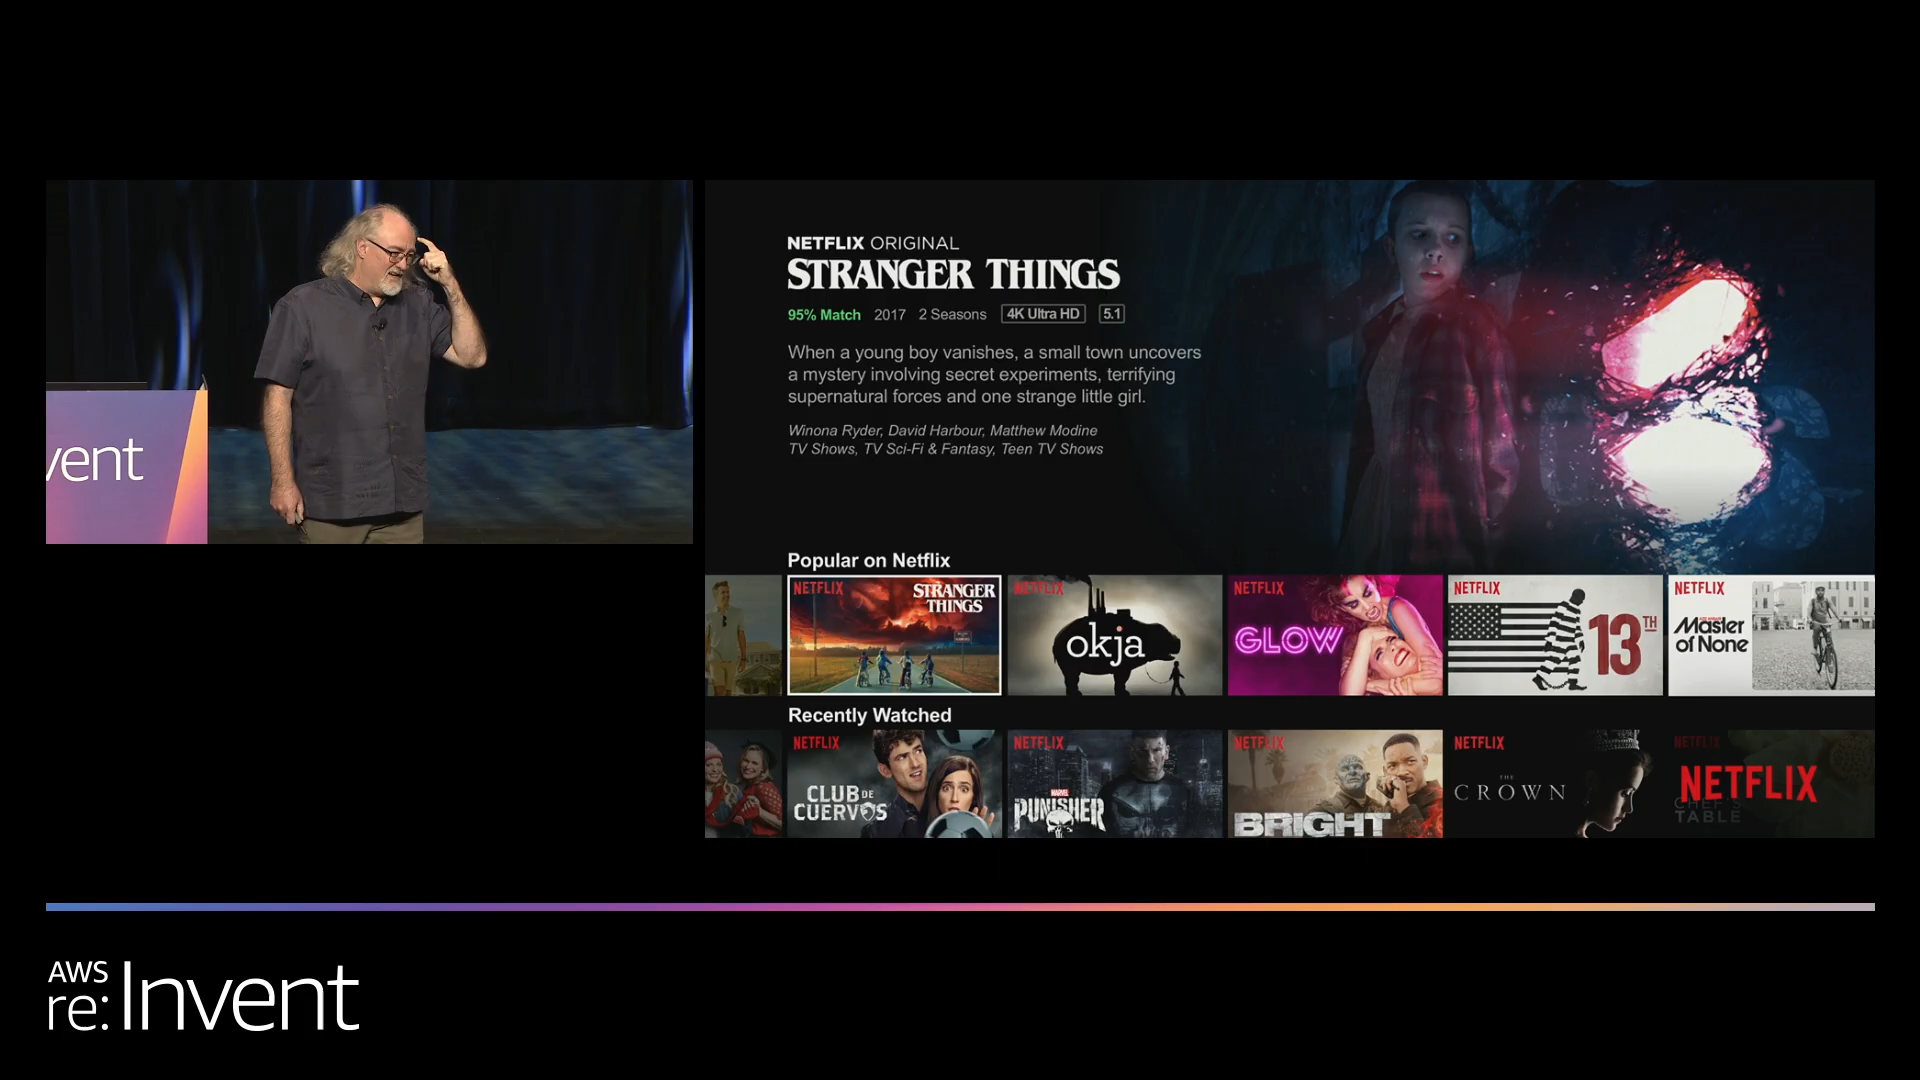 vent
NETFLIX ORIGINAL
STRANGER THINGS
95% Match 2017 2 Seasons 4K Ultra HD 5.1
When a young boy vanishes, a small town uncovers
a mystery involving secret experiments, terrifying
supernatural forces and one strange little girl.
Winona Ryder, David Harbour, Matthew Modine
TV Shows, TV Sci-Fi & Fantasy, Teen TV Shows
Popular on Netflix
NETFLIX
STRANGER
THINGS
NETFLIX
okja
NETFLIX
GLOW
NETFLIX
13TH
NETFLIX
Master
of None
Recently Watched
NETFLIX
CLUB DE
CUERVOS
NETFLIX
MARVEL
PUNISHER
NETFLIX
BRIGHT
NETFLIX
THE
CROWN
NETFLIX
NETFLIX
CHEF'S
TABLE
AWS
re:Invent